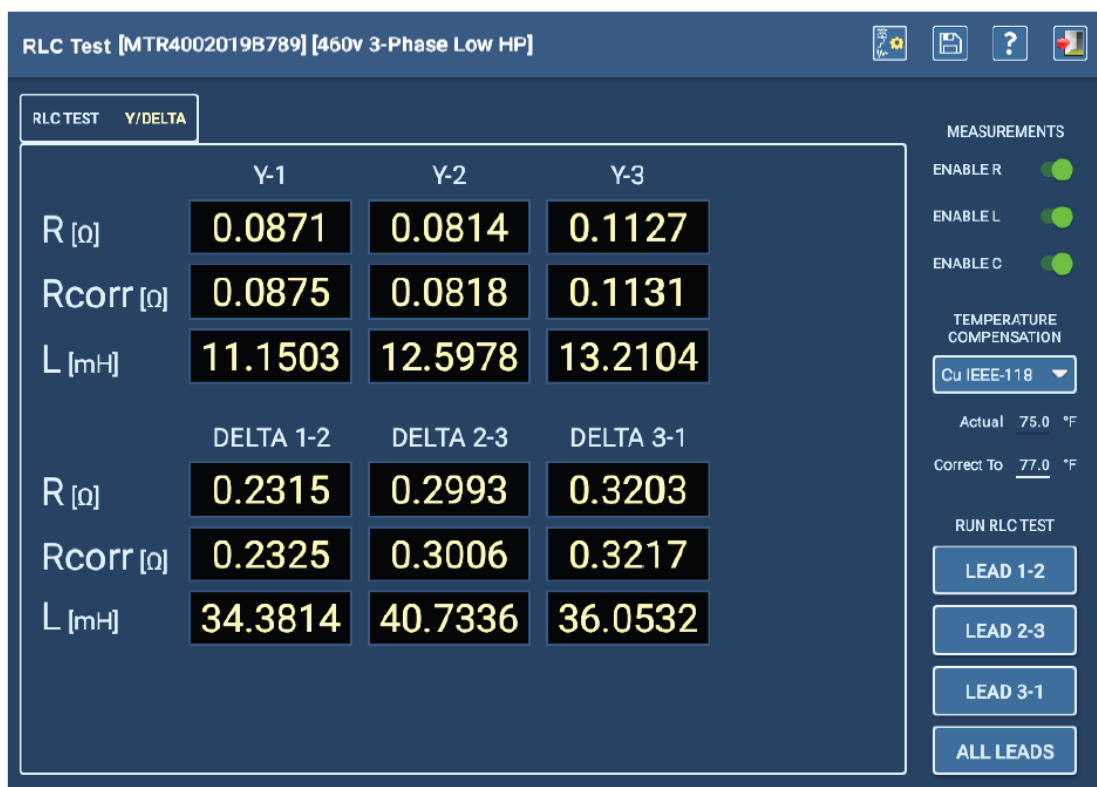 RLC Test [MTR4002019B789] [460v 3-Phase Low HP]
?
RLC TEST Y/DELTA
Y-1 Y-2 Y-3
R [Ω] 0.0871 0.0814 0.1127
Rcorr [Ω] 0.0875 0.0818 0.1131
L [mH] 11.1503 12.5978 13.2104
DELTA 1-2 DELTA 2-3 DELTA 3-1
R [Ω] 0.2315 0.2993 0.3203
Rcorr [Ω] 0.2325 0.3006 0.3217
L [mH] 34.3814 40.7336 36.0532
MEASUREMENTS
ENABLE R
ENABLE L
ENABLE C
TEMPERATURE
COMPENSATION
Cu IEEE-118
Actual 75.0 °F
Correct To 77.0 °F
RUN RLC TEST
LEAD 1-2
LEAD 2-3
LEAD 3-1
ALL LEADS